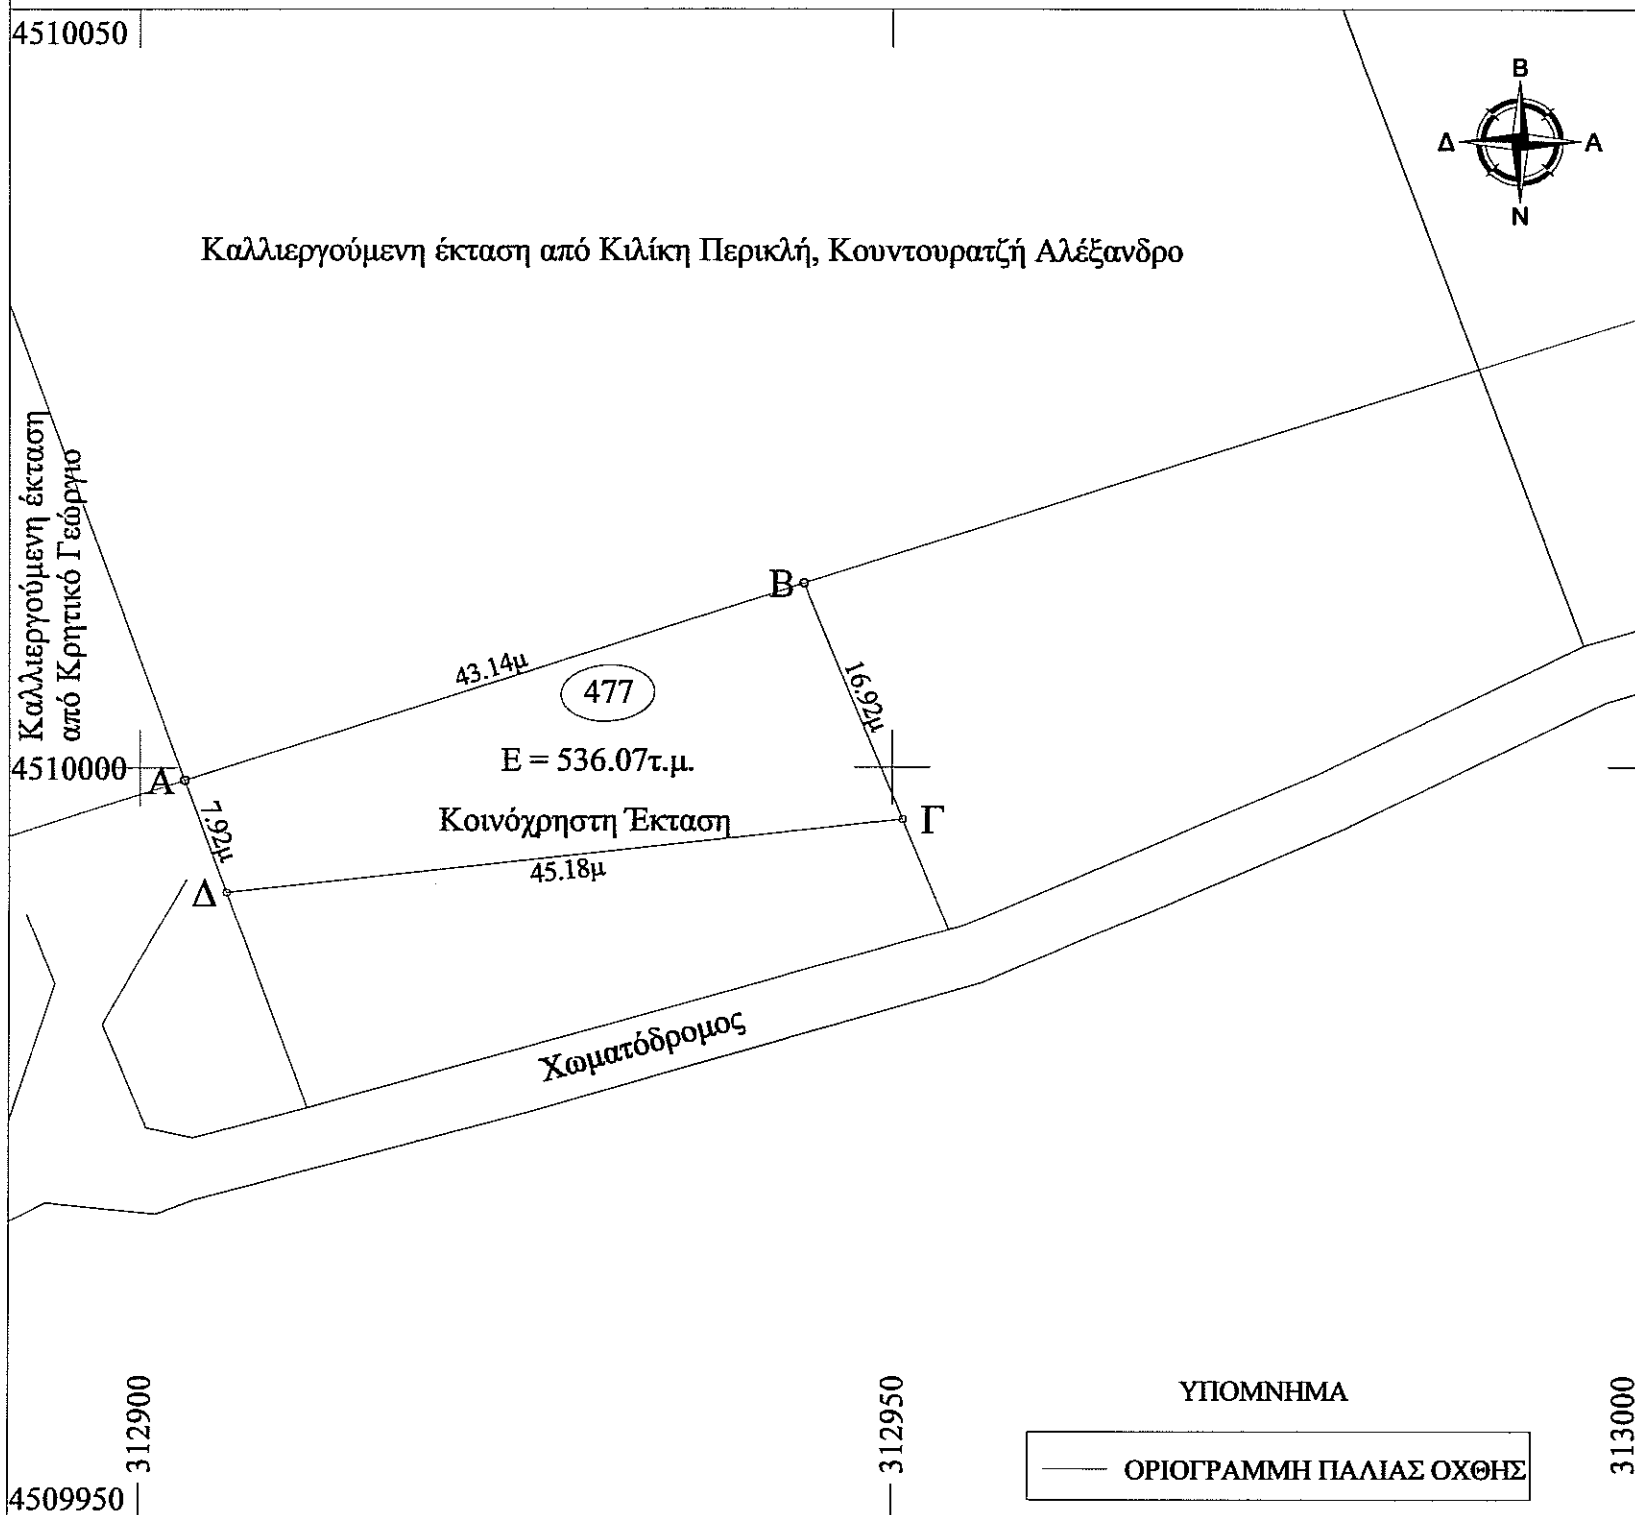 4510050
Β
Δ
Α
Ν
Καλλιεργούμενη έκταση από Κιλίκη Περικλή, Κουντουρατζή Αλέξανδρο
Καλλιεργούμενη έκταση
από Κρητικό Γεώργιο
Β
43.14μ
477
16.92μ
Ε = 536.07τ.μ.
4510000
Α
7.92μ
Κοινόχρηστη Έκταση
Γ
45.18μ
Δ
Χωματόδρομος
312900
312950
313000
ΥΠΟΜΝΗΜΑ
ΟΡΙΟΓΡΑΜΜΗ ΠΑΛΙΑΣ ΟΧΘΗΣ
4509950